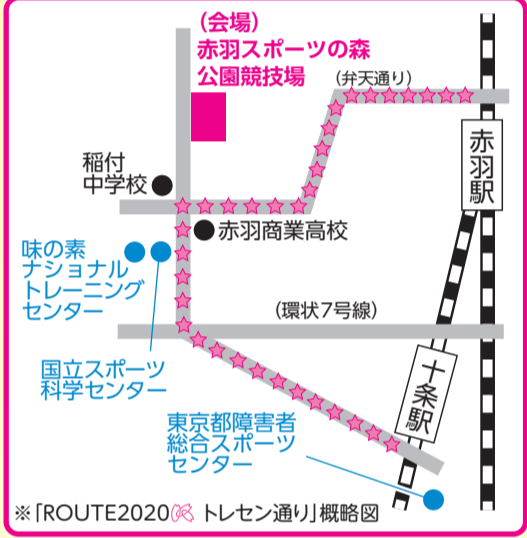 (会場)
赤羽スポーツの森
公園競技場
(弁天通り)
赤羽駅
稲付
中学校
赤羽商業高校
味の素
ナショナル
トレーニング
センター
(環状7号線)
国立スポーツ
科学センター
十条駅
東京都障害者
総合スポーツ
センター
※「ROUTE2020 トレセン通り」概略図